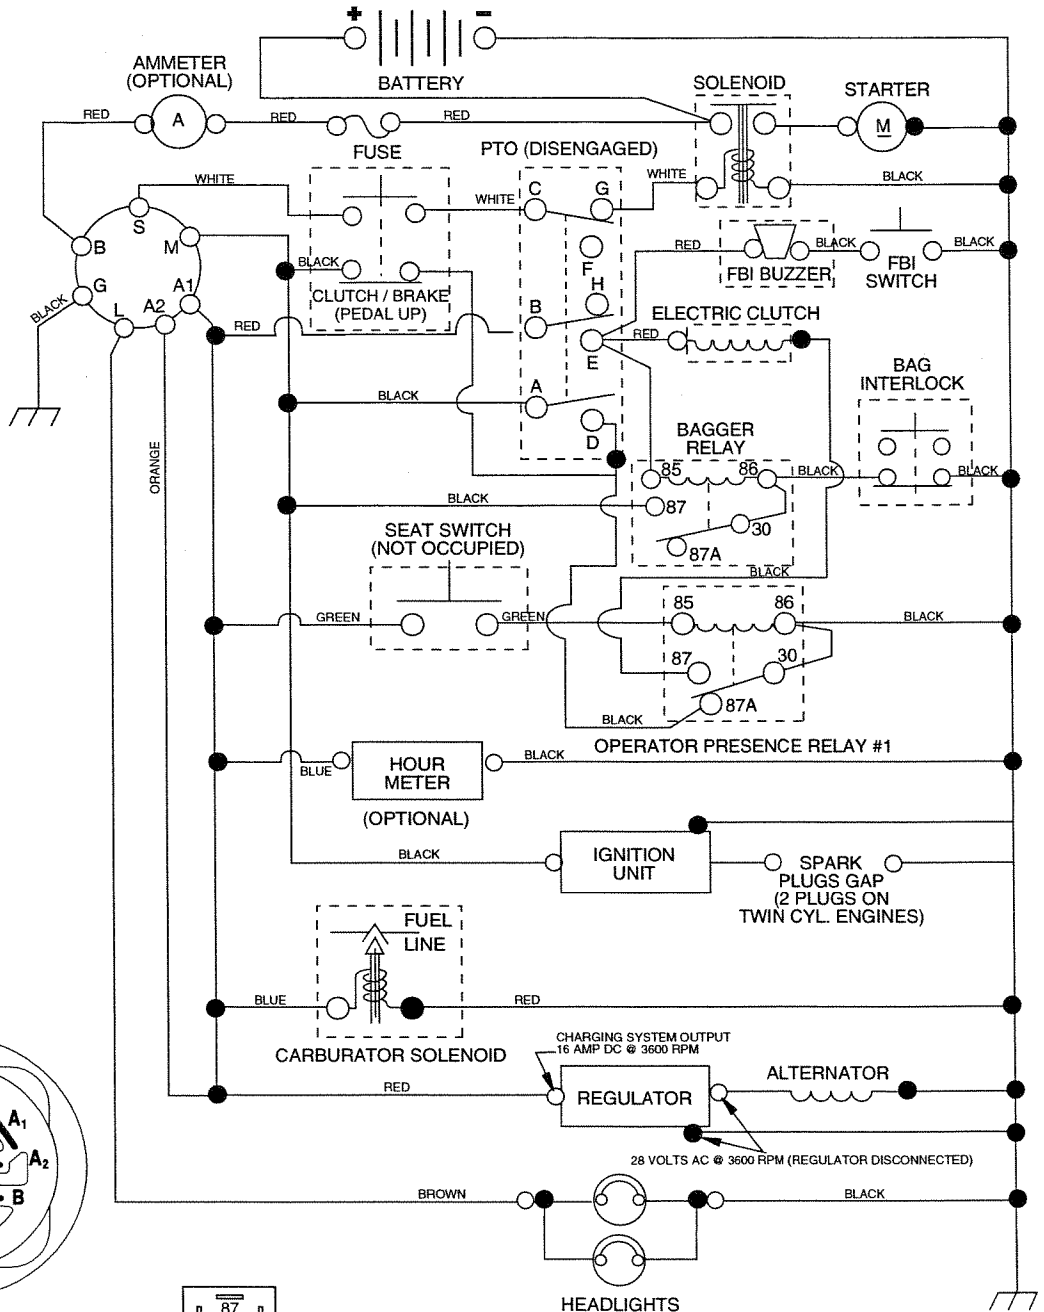 + -
BATTERY
AMMETER
(OPTIONAL)
SOLENOID
STARTER
RED
A
RED
RED
M
FUSE
PTO (DISENGAGED)
WHITE
WHITE
C
G
WHITE
BLACK
S
M
B
F
RED
BLACK
BLACK
BLACK
FBI BUZZER
FBI
SWITCH
G
A1
L
A2
BLACK
CLUTCH / BRAKE
(PEDAL UP)
H
B
RED
ELECTRIC CLUTCH
RED
E
BAG
INTERLOCK
A
BLACK
D
BAGGER
RELAY
ORANGE
85
86
BLACK
BLACK
BLACK
87
30
87A
SEAT SWITCH
(NOT OCCUPIED)
BLACK
85
86
GREEN
GREEN
BLACK
87
30
87A
BLACK
OPERATOR PRESENCE RELAY #1
BLUE
HOUR
METER
BLACK
(OPTIONAL)
BLACK
IGNITION
UNIT
SPARK
PLUGS GAP
(2 PLUGS ON
TWIN CYL. ENGINES)
FUEL
LINE
BLUE
RED
CARBURATOR SOLENOID
CHARGING SYSTEM OUTPUT
16 AMP DC @ 3600 RPM
RED
REGULATOR
ALTERNATOR
28 VOLTS AC @ 3600 RPM (REGULATOR DISCONNECTED)
A1
A2
B
BROWN
BLACK
HEADLIGHTS
87